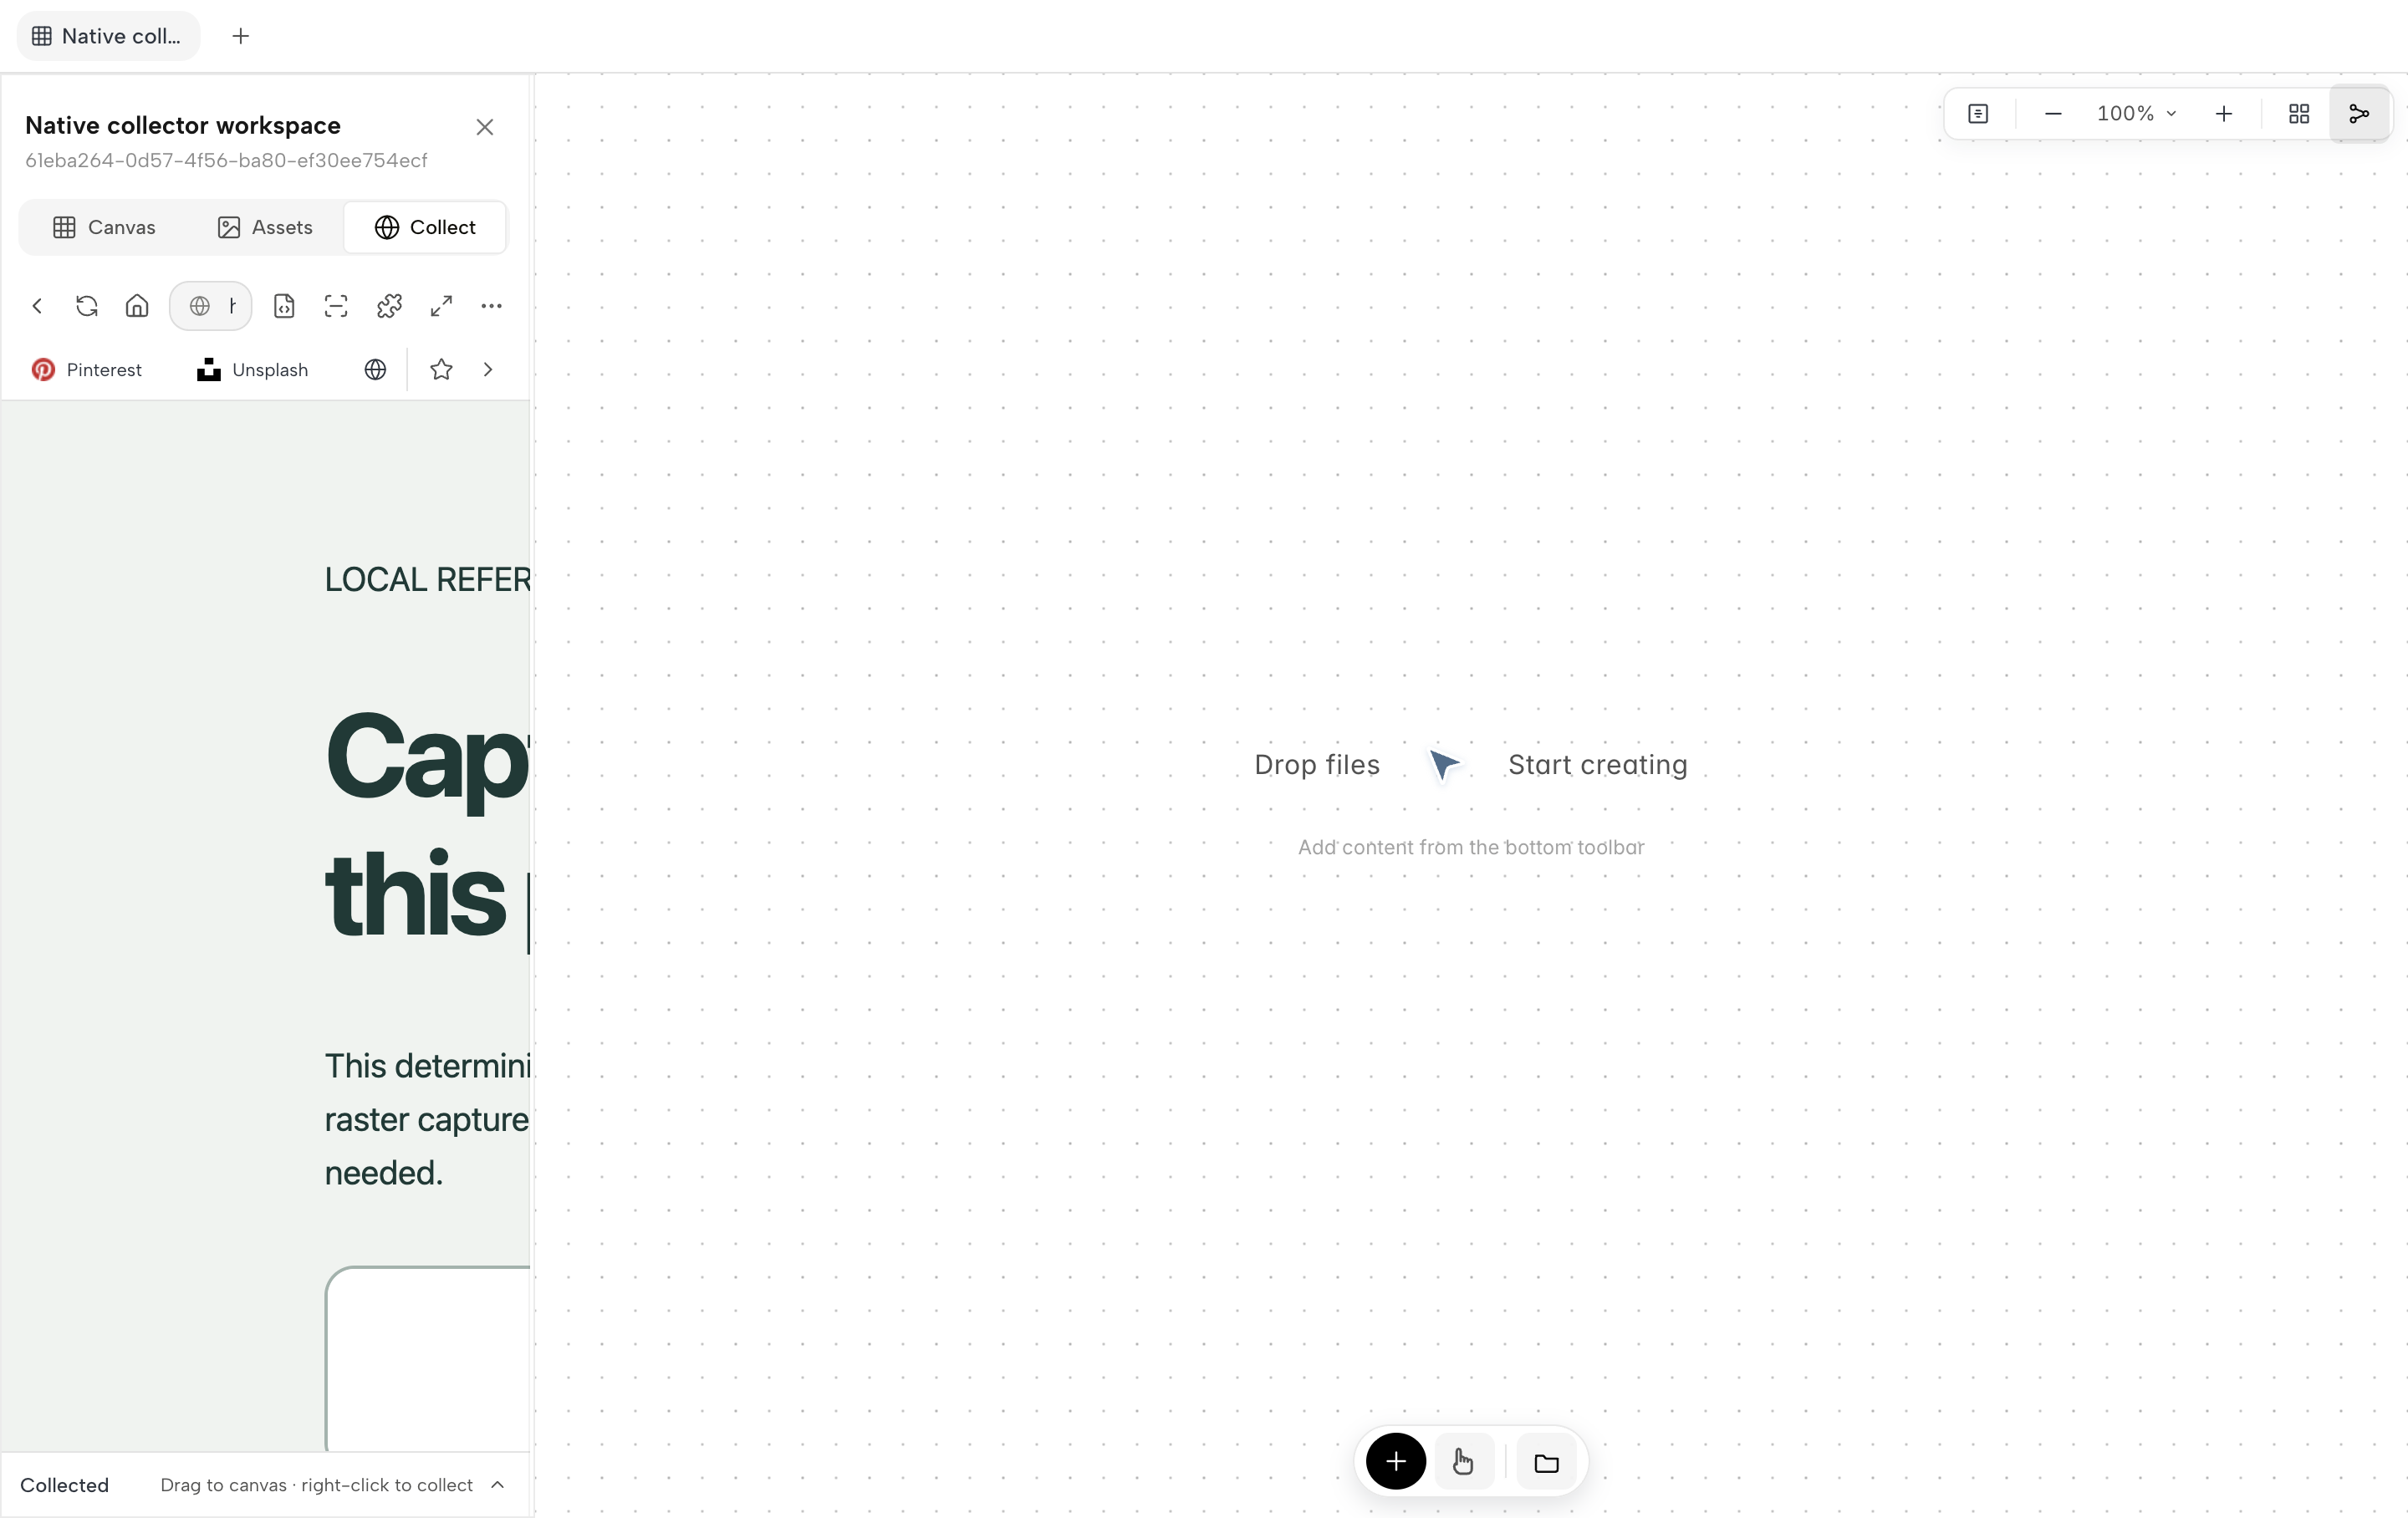 Native coll...
Native collector workspace
61eba264-0d57-4f56-ba80-ef30ee754ecf
Canvas
Assets
Collect
100%
Pinterest
Unsplash
LOCAL REFER
Cap
this
This determini
raster capture
needed.
Drop files
Start creating
Add content from the bottom toolbar
Collected
Drag to canvas · right-click to collect